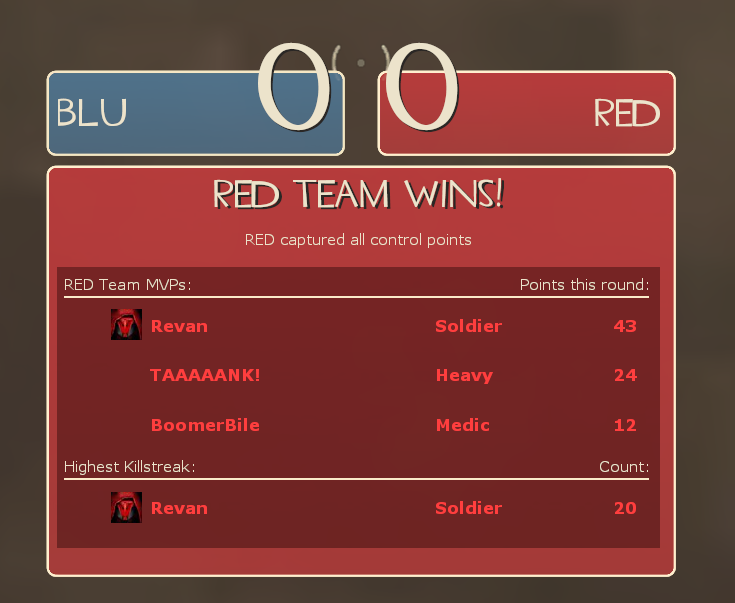 BLU 0 0 RED
RED TEAM WINS!
RED captured all control points
RED Team MVPs: Points this round:
Revan Soldier 43
TAAAAANK! Heavy 24
BoomerBile Medic 12
Highest Killstreak: Count:
Revan Soldier 20